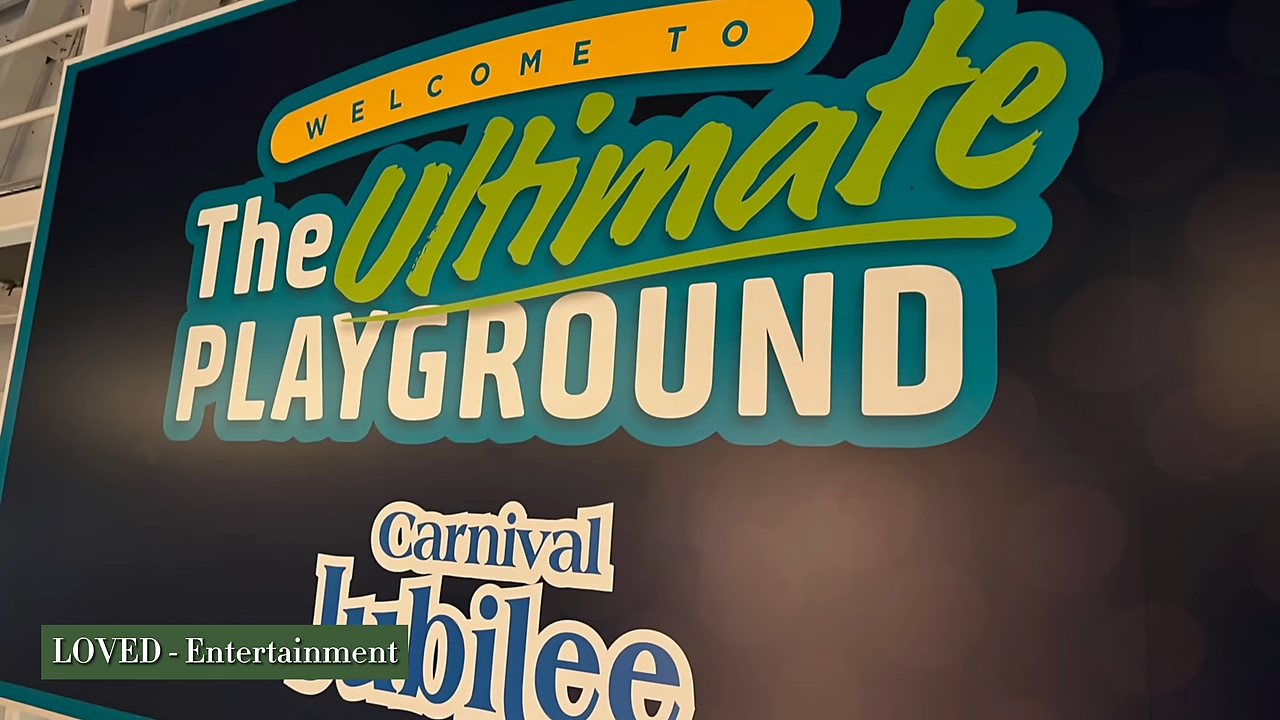 WELCOME TO
The Ultimate
PLAYGROUND
Carnival
Jubilee
LOVED - Entertainment